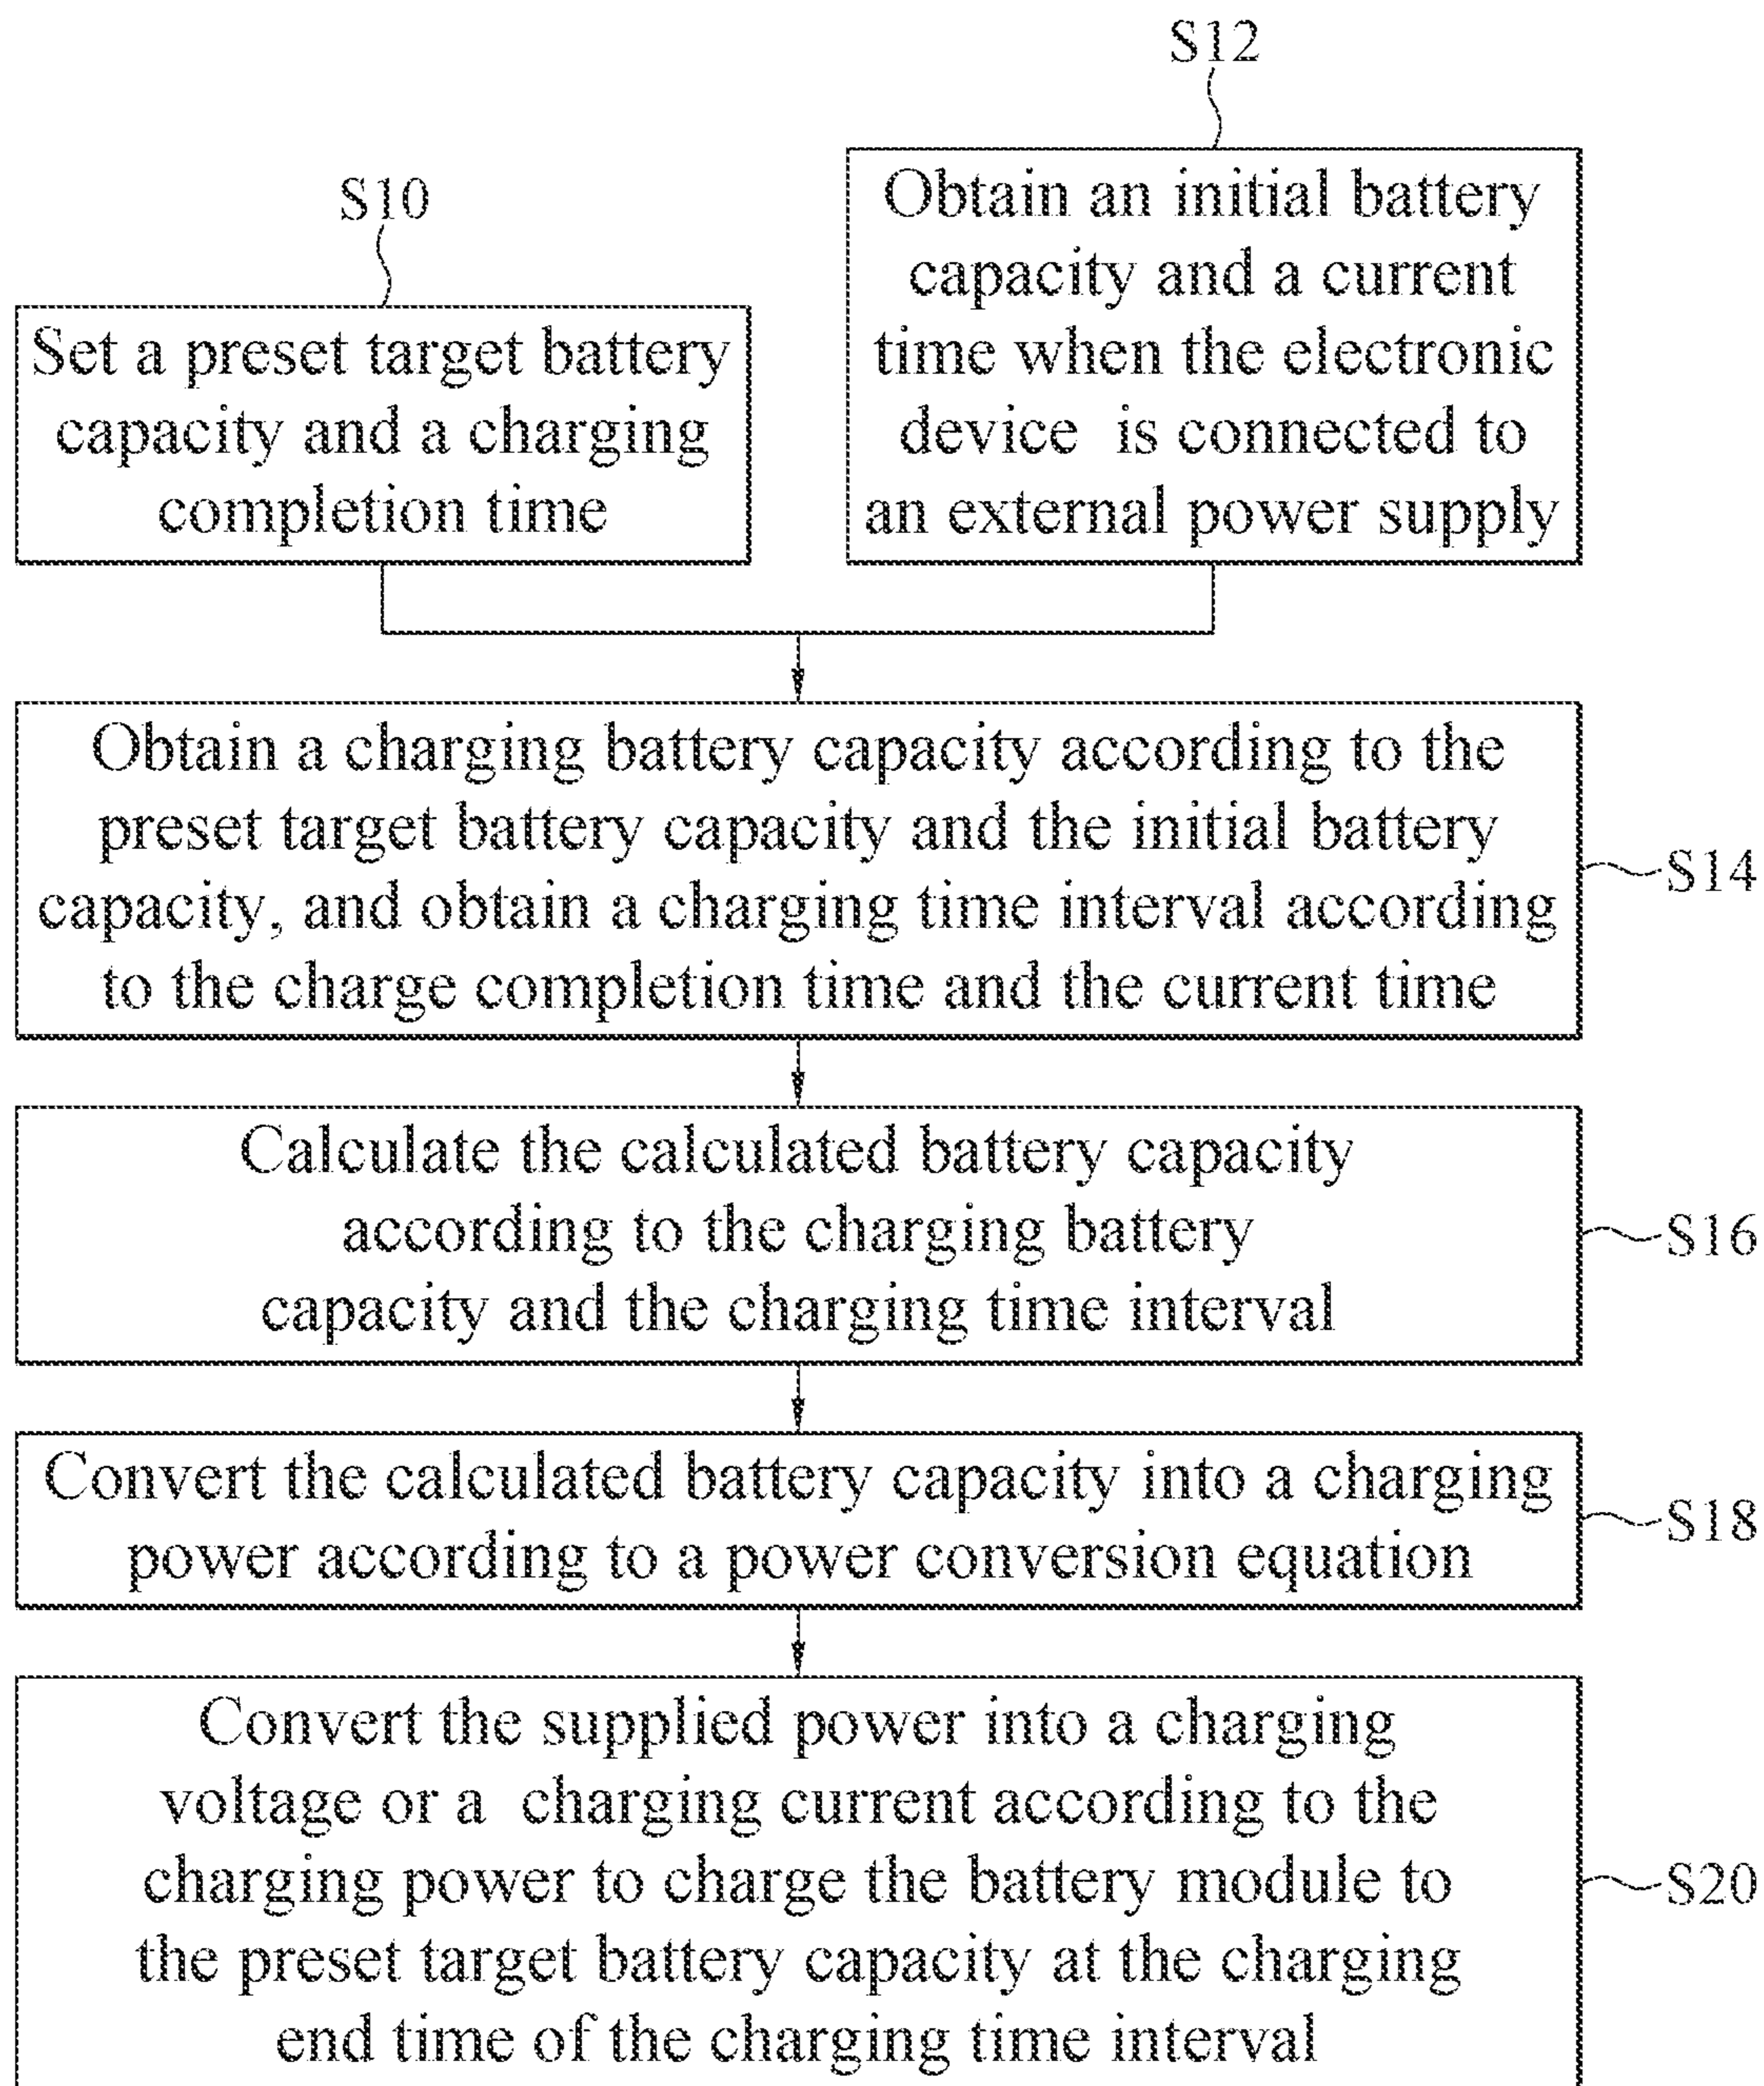 S12
S10
Obtain an initial battery
capacity and a current
time when the electronic
device is connected to
an external power supply
Set a preset target battery
capacity and a charging
completion time
Obtain a charging battery capacity according to the
preset target battery capacity and the initial battery
capacity, and obtain a charging time interval according
to the charge completion time and the current time
S14
Calculate the calculated battery capacity
according to the charging battery
capacity and the charging time interval
S16
Convert the calculated battery capacity into a charging
power according to a power conversion equation
S18
Convert the supplied power into a charging
voltage or a charging current according to the
charging power to charge the battery module to
the preset target battery capacity at the charging
end time of the charging time interval
S20